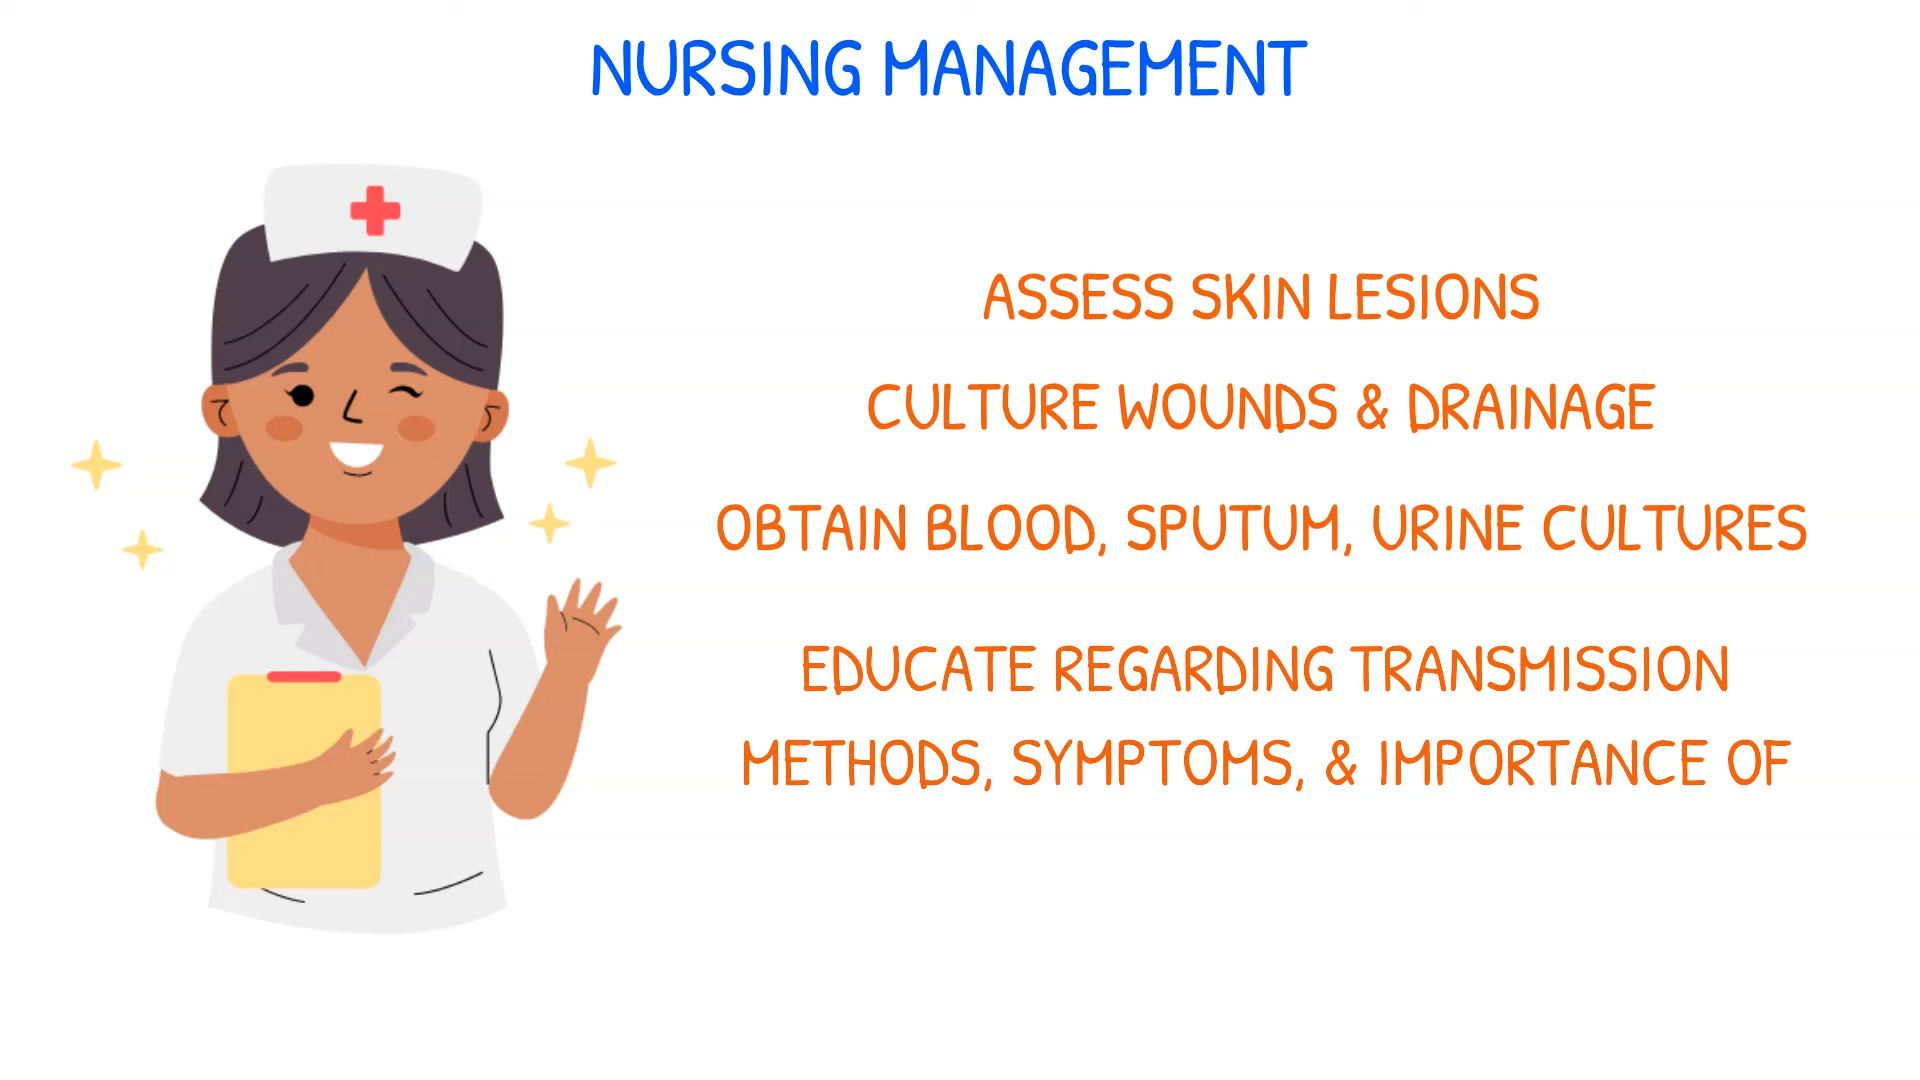 NURSING MANAGEMENT
ASSESS SKIN LESIONS
CULTURE WOUNDS & DRAINAGE
OBTAIN BLOOD, SPUTUM, URINE CULTURES
EDUCATE REGARDING TRANSMISSION
METHODS, SYMPTOMS, & IMPORTANCE OF